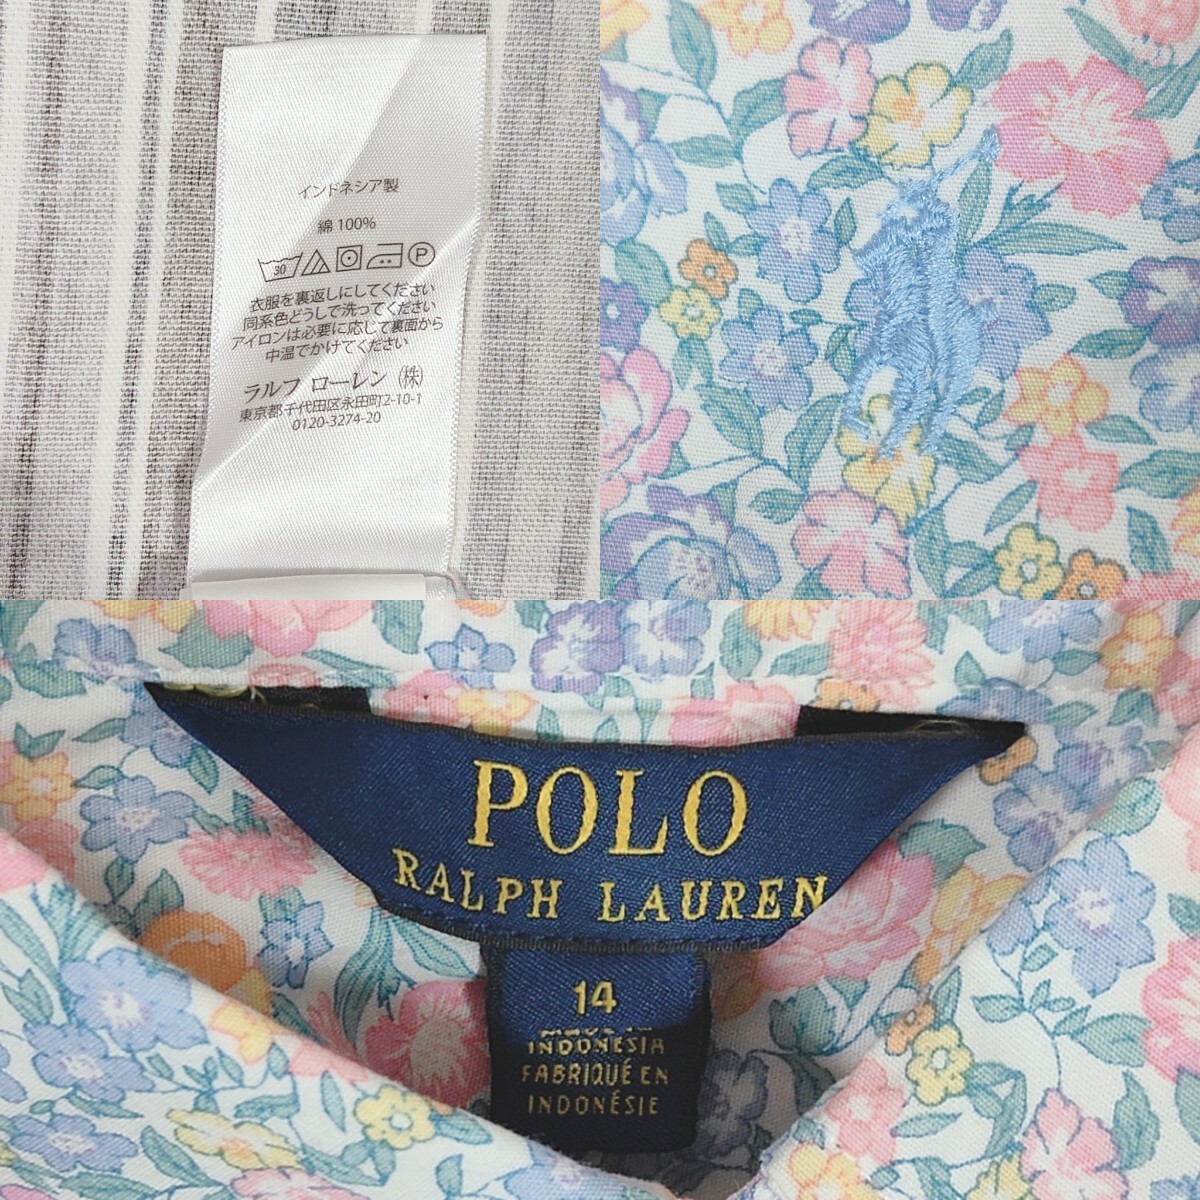 インドネシア製
綿 100%
30 P
衣服を裏返しにしてください
同系色どうしで洗ってください
アイロンは必要に応じて裏面から
中温でかけてください
ラルフ ローレン (株)
東京都千代田区永田町2-10-1
0120-3274-20
POLO
RALPH LAUREN
14
INDONESIA
FABRIQUÉ EN
INDONÉSIE